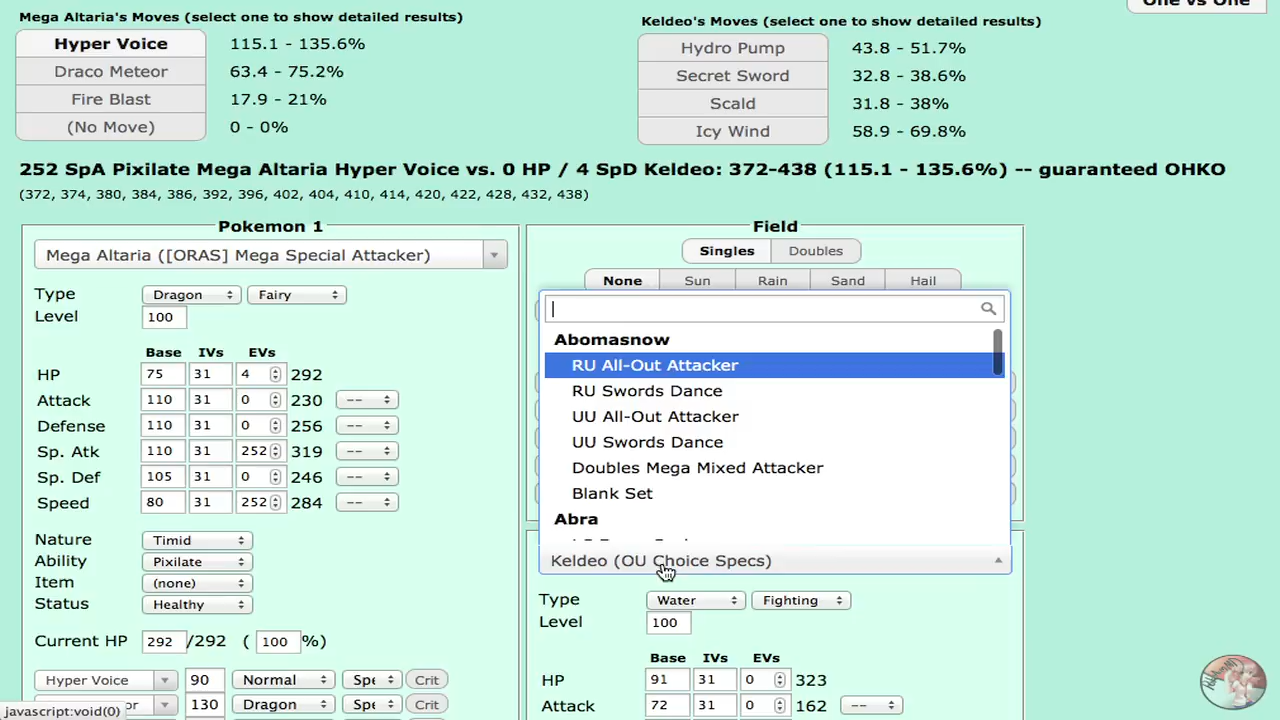 One vs One
Mega Altaria's Moves (select one to show detailed results)
Hyper Voice 115.1 - 135.6%
Draco Meteor 63.4 - 75.2%
Fire Blast 17.9 - 21%
(No Move) 0 - 0%
Keldeo's Moves (select one to show detailed results)
Hydro Pump 43.8 - 51.7%
Secret Sword 32.8 - 38.6%
Scald 31.8 - 38%
Icy Wind 58.9 - 69.8%
252 SpA Pixilate Mega Altaria Hyper Voice vs. 0 HP / 4 SpD Keldeo: 372-438 (115.1 - 135.6%) -- guaranteed OHKO
(372, 374, 380, 384, 386, 392, 396, 402, 404, 410, 414, 420, 422, 428, 432, 438)
Pokemon 1
Mega Altaria ([ORAS] Mega Special Attacker)
Type Dragon Fairy
Level 100
Base IVs EVs
HP 75 31 4 292
Attack 110 31 0 230 --
Defense 110 31 0 256 --
Sp. Atk 110 31 252 319 --
Sp. Def 105 31 0 246 --
Speed 80 31 252 284 --
Nature Timid
Ability Pixilate
Item (none)
Status Healthy
Current HP 292 /292 ( 100 %)
Hyper Voice 90 Normal Spe Crit
or 130 Dragon Spe Crit
javascript:void(0)
Field
Singles Doubles
None Sun Rain Sand Hail
Abomasnow
RU All-Out Attacker
RU Swords Dance
UU All-Out Attacker
UU Swords Dance
Doubles Mega Mixed Attacker
Blank Set
Abra
Keldeo (OU Choice Specs)
Type Water Fighting
Level 100
Base IVs EVs
HP 91 31 0 323
Attack 72 31 0 162 --